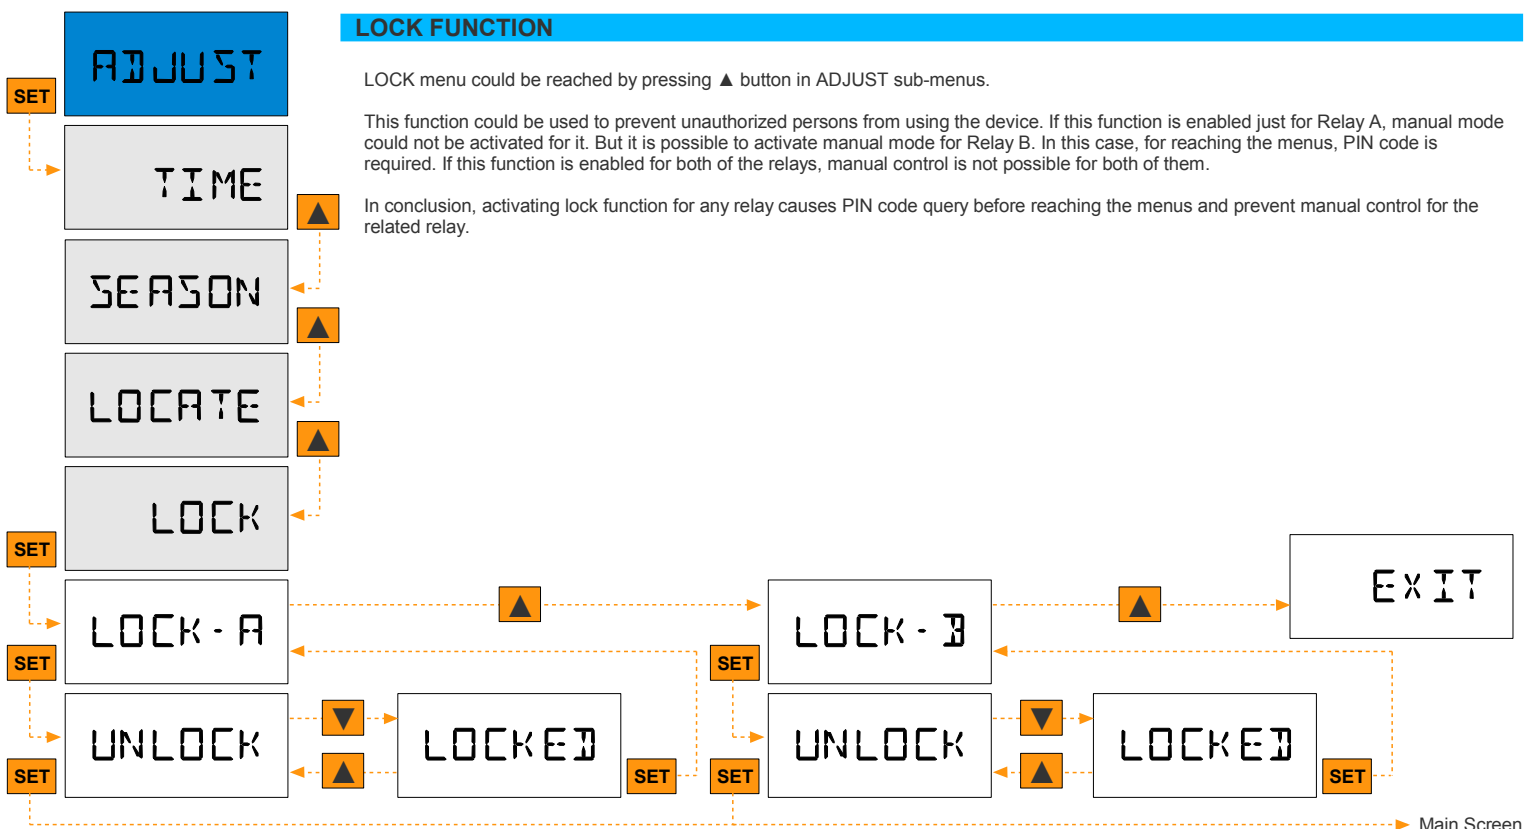 LOCK FUNCTION
ADJUST
LOCK menu could be reached by pressing ▲ button in ADJUST sub-menus.
SET
This function could be used to prevent unauthorized persons from using the device. If this function is enabled just for Relay A, manual mode
could not be activated for it. But it is possible to activate manual mode for Relay B. In this case, for reaching the menus, PIN code is
required. If this function is enabled for both of the relays, manual control is not possible for both of them.
TIME
▲
In conclusion, activating lock function for any relay causes PIN code query before reaching the menus and prevent manual control for the
related relay.
SEASON
▲
LOCATE
▲
LOCK
SET
EXIT
▲ ▲
LOCK-A LOCK-B
SET SET
▼ ▼
UNLOCK LOCKED UNLOCK LOCKED
SET ▲ SET SET ▲ SET
Main Screen